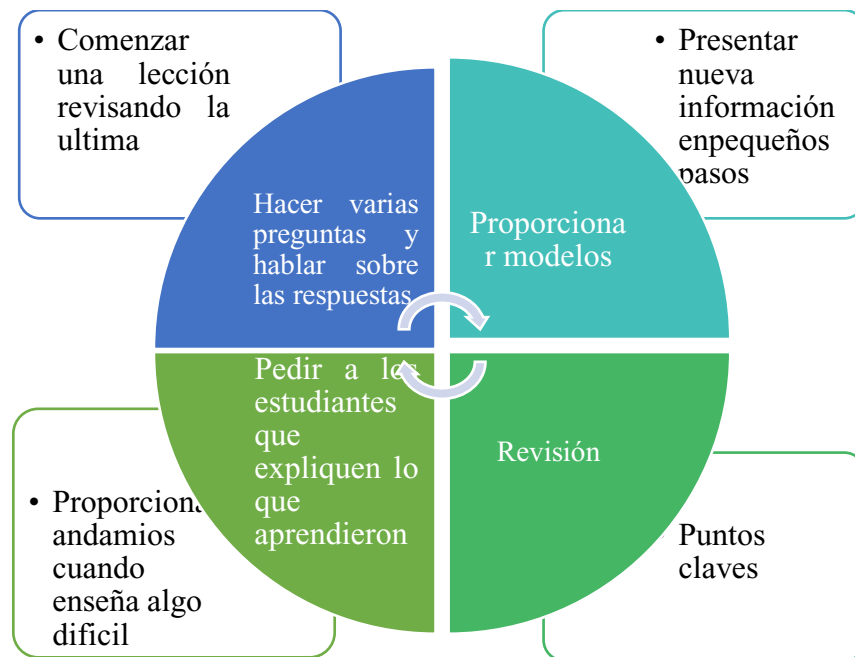 • Comenzar
una lección
revisando la
ultima
• Presentar
nueva
información
enpequeños
pasos
Hacer varias
preguntas y
hablar sobre
las respuestas
Proporciona
r modelos
Pedir a los
estudiantes
que
expliquen lo
que
aprendieron
Revisión
• Proporciona
andamios
cuando
enseña algo
dificil
• Puntos
claves